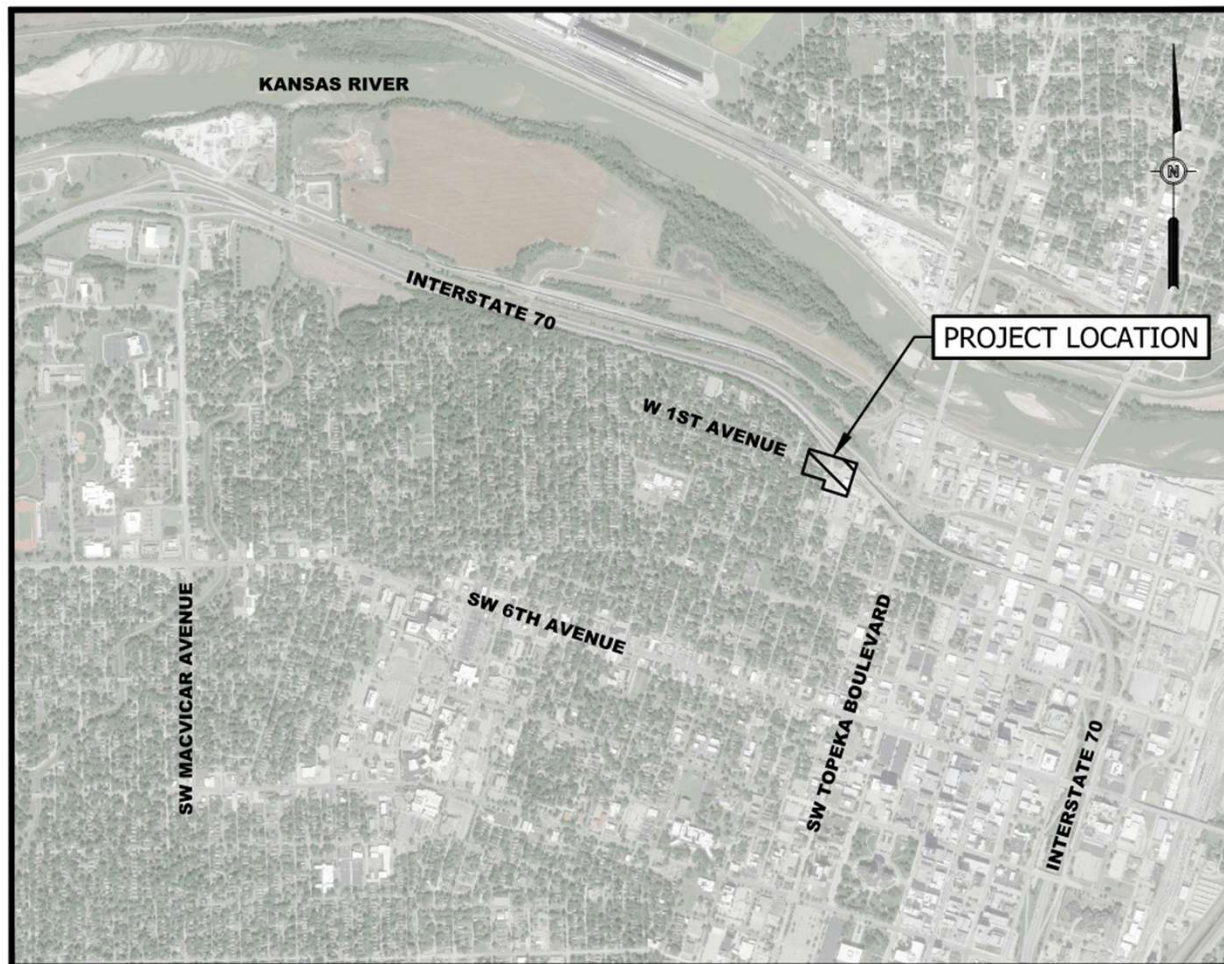 KANSAS RIVER
N
INTERSTATE 70
PROJECT LOCATION
W 1ST AVENUE
SW MACVICAR AVENUE
SW 6TH AVENUE
SW TOPEKA BOULEVARD
INTERSTATE 70